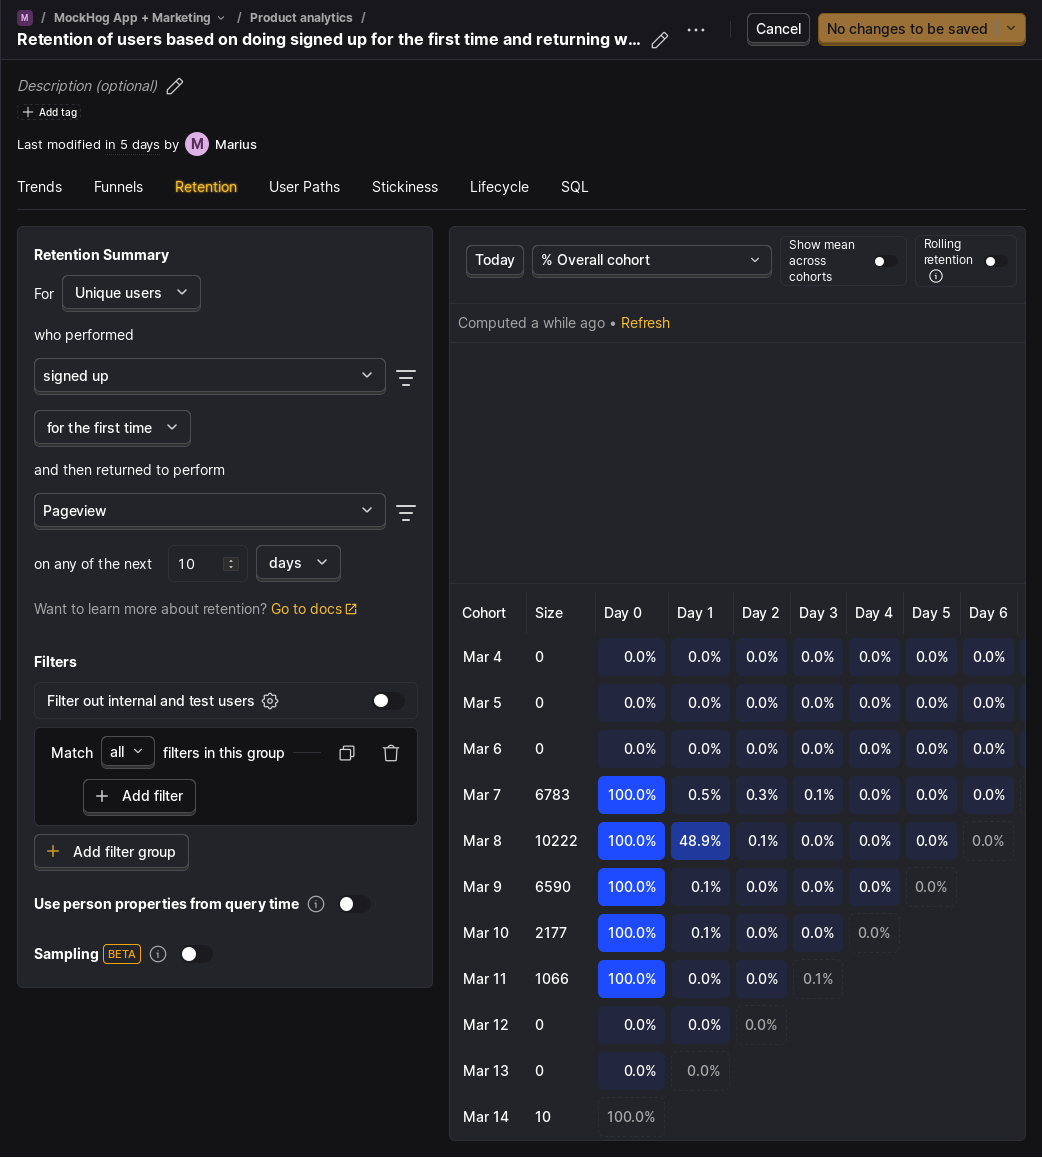 M / MockHog App + Marketing / Product analytics /
Retention of users based on doing signed up for the first time and returning w...
Cancel
No changes to be saved
Description (optional)
Add tag
Last modified in 5 days by M Marius
Trends Funnels Retention User Paths Stickiness Lifecycle SQL
Retention Summary
For Unique users
who performed
signed up
for the first time
and then returned to perform
Pageview
on any of the next 10 days
Want to learn more about retention? Go to docs
Filters
Filter out internal and test users
Match all filters in this group
Add filter
Add filter group
Use person properties from query time
Sampling BETA
Today % Overall cohort
Show mean
across
cohorts
Rolling
retention
Computed a while ago • Refresh
Cohort Size Day 0 Day 1 Day 2 Day 3 Day 4 Day 5 Day 6
Mar 4 0 0.0% 0.0% 0.0% 0.0% 0.0% 0.0% 0.0%
Mar 5 0 0.0% 0.0% 0.0% 0.0% 0.0% 0.0% 0.0%
Mar 6 0 0.0% 0.0% 0.0% 0.0% 0.0% 0.0% 0.0%
Mar 7 6783 100.0% 0.5% 0.3% 0.1% 0.0% 0.0% 0.0%
Mar 8 10222 100.0% 48.9% 0.1% 0.0% 0.0% 0.0% 0.0%
Mar 9 6590 100.0% 0.1% 0.0% 0.0% 0.0% 0.0%
Mar 10 2177 100.0% 0.1% 0.0% 0.0% 0.0%
Mar 11 1066 100.0% 0.0% 0.0% 0.1%
Mar 12 0 0.0% 0.0% 0.0%
Mar 13 0 0.0% 0.0%
Mar 14 10 100.0%